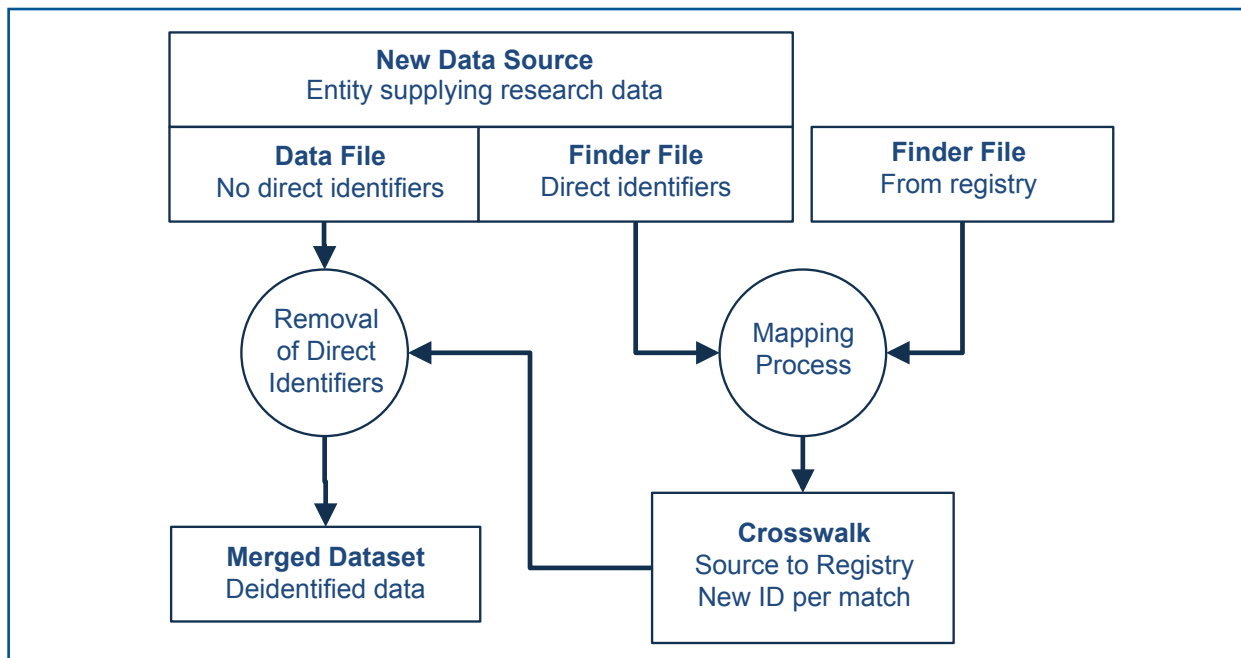 New Data Source
Entity supplying research data
Data File
No direct identifiers
Finder File
Direct identifiers
Finder File
From registry
Removal
of Direct
Identifiers
Mapping
Process
Merged Dataset
Deidentified data
Crosswalk
Source to Registry
New ID per match